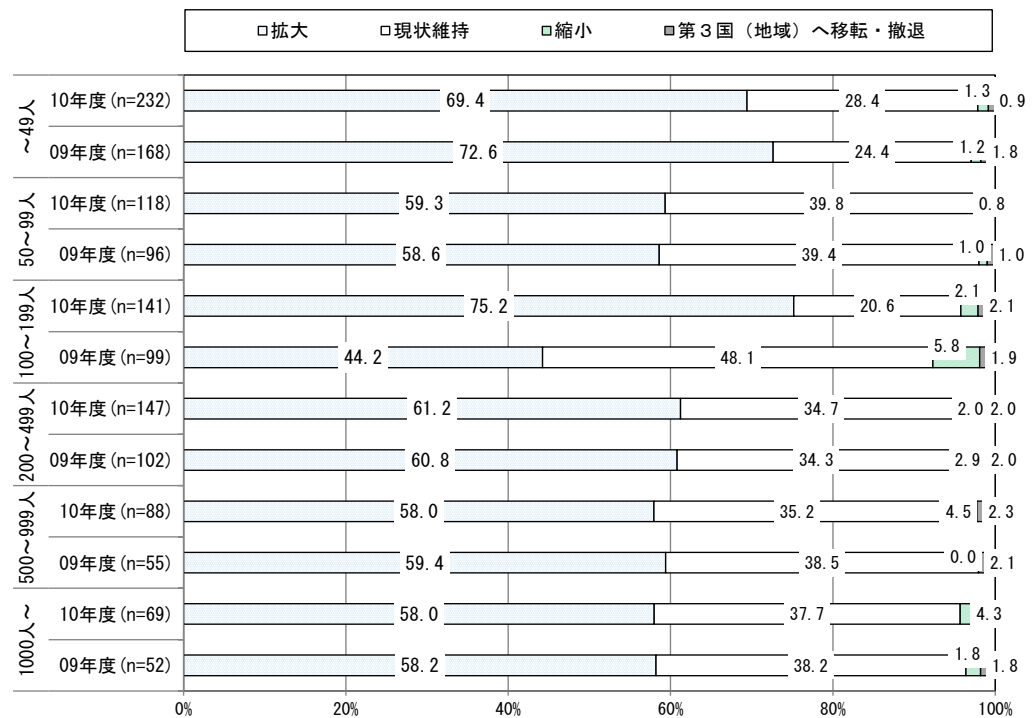 □拡大 □現状維持 □縮小 ■第３国（地域）へ移転・撤退
～49人
10年度(n=232) 69.4 28.4 1.3 0.9
09年度(n=168) 72.6 24.4 1.2 1.8
50～99人
10年度(n=118) 59.3 39.8 0.8
09年度(n=96) 58.6 39.4 1.0 1.0
100～199人
10年度(n=141) 75.2 20.6 2.1 2.1
09年度(n=99) 44.2 48.1 5.8 1.9
200～499人
10年度(n=147) 61.2 34.7 2.0 2.0
09年度(n=102) 60.8 34.3 2.9 2.0
500～999人
10年度(n=88) 58.0 35.2 4.5 2.3
09年度(n=55) 59.4 38.5 0.0 2.1
1000人～
10年度(n=69) 58.0 37.7 4.3
09年度(n=52) 58.2 38.2 1.8 1.8
0% 20% 40% 60% 80% 100%